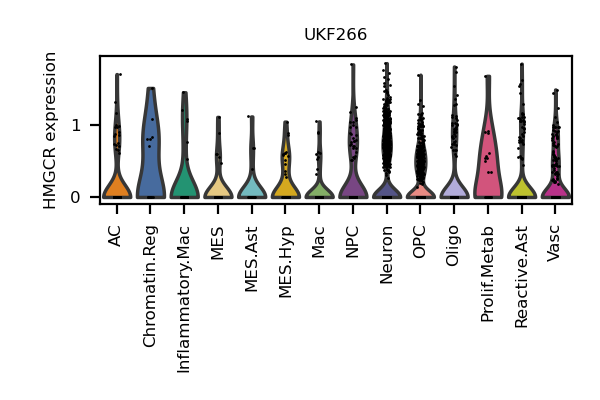 UKF266
HMGCR expression
1
0
AC
Chromatin.Reg
Inflammatory.Mac
MES
MES.Ast
MES.Hyp
Mac
NPC
Neuron
OPC
Oligo
Prolif.Metab
Reactive.Ast
Vasc